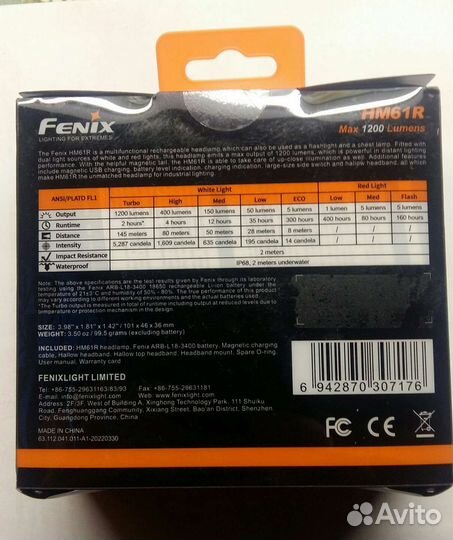 FENIX
LIGHTING FOR EXTREMES
HM61R
Max 1200 Lumens
The Fenix HM61R is a multifunctional rechargeable headlamp which can also be used as a flashlight and a chest lamp. Fitted with
dual light sources of white and red lights, this headlamp emits a max output of 1200 lumens, which is powerful in distant lighting
performance. With the helpful magnetic tail, the HM61R is able to take care of up-close illumination as well. Additional features
include magnetic USB charging, battery level indication, charging indication, large-size side switch and hallow headband, all which
make HM61R the unmatched headlamp for industrial lighting.
ANSI/PLATO FL1 White Light Red Light
Turbo High Med Low ECO Low Med Flash
Output 1200 lumens 400 lumens 150 lumens 50 lumens 5 lumens 1 lumen 5 lumens 5 lumens
Runtime 2 hours* 4 hours 12 hours 35 hours 300 hours 400 hours 80 hours 160 hours
Distance 145 meters 80 meters 50 meters 28 meters 8 meters / / /
Intensity 5,287 candela 1,609 candela 635 candela 195 candela 14 candela / / /
Impact Resistance 2 meters
Waterproof IP68, 2 meters underwater
Note: The above specifications are the test results given by Fenix through its laboratory
testing using the Fenix ARB-L18-3400 18650 rechargeable Li-ion battery under the
temperature of 21±3°C and humidity of 50% - 80%. The true performance of this product
may vary according to different working environments and the actual batteries used.
*The Turbo output is measured in total of runtime including output at reduced levels due to
temperature or protection mechanism in the design.
SIZE: 3.98" x 1.81" x 1.42" / 101 x 46 x 36 mm
WEIGHT: 3.50 oz / 99.5 grams (excluding battery)
INCLUDED: HM61R headlamp, Fenix ARB-L18-3400 battery, Magnetic charging
cable, Hallow headband, Hallow top headband, Headband mount, Spare O-ring,
User manual, Warranty card
FENIXLIGHT LIMITED
Tel: +86-755-29631163/83/93 Fax: +86-755-29631181
E-mail: info@fenixlight.com www.fenixlight.com
Address: 2F/3F, West of Building A, Xinghong Technology Park, 111 Shuiku
Road, Fenghuanggang Community, Xixiang Street, Bao'an District, Shenzhen
City, Guangdong Province, China
6 942870 307176
MADE IN CHINA
63.112.041.011-A1-20220336
FC CE
Avito